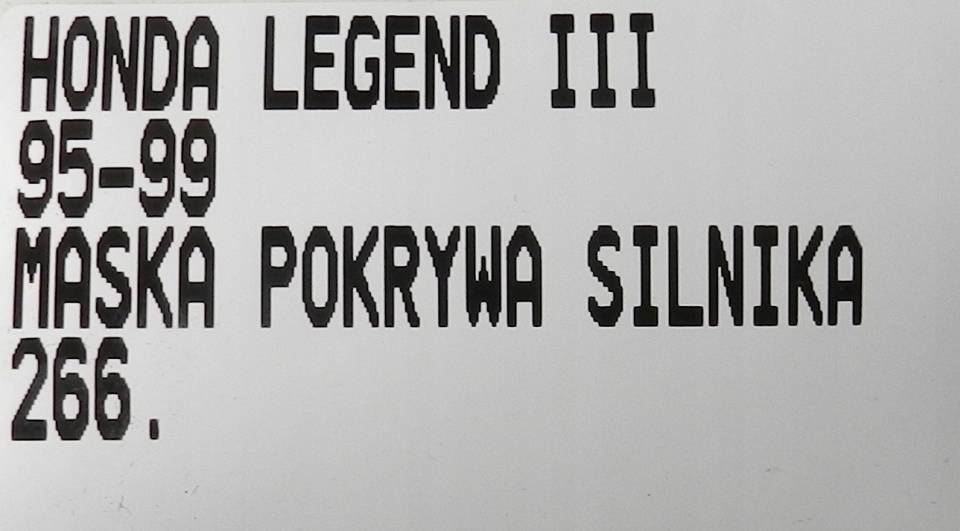 HONDA LEGEND III
95-99
MASKA POKRYWA SILNIKA
266.